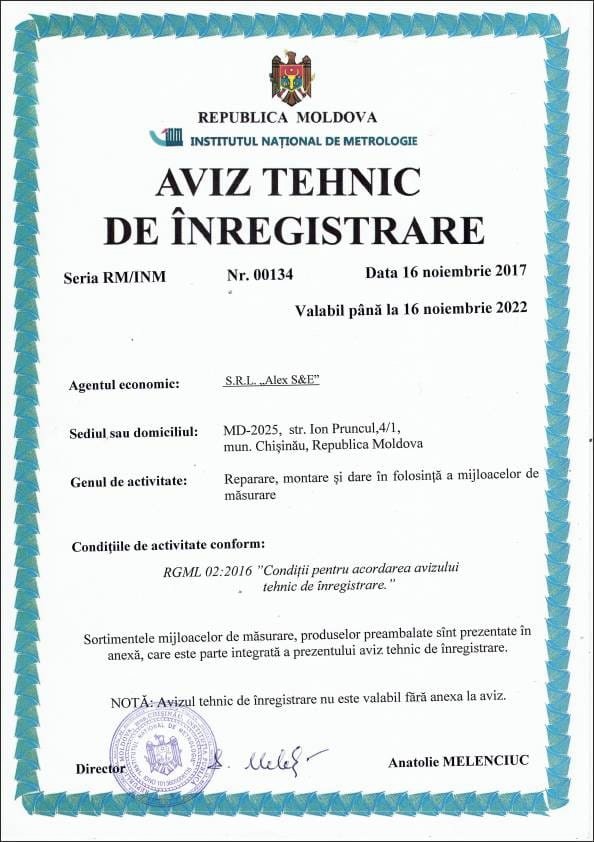 REPUBLICA MOLDOVA
INM INSTITUTUL NAȚIONAL DE METROLOGIE
AVIZ TEHNIC
DE ÎNREGISTRARE
Seria RM/INM Nr. 00134 Data 16 noiembrie 2017
Valabil până la 16 noiembrie 2022
Agentul economic: S.R.L. „Alex S&E”
Sediul sau domiciliul: MD-2025, str. Ion Pruncul,4/1,
mun. Chișinău, Republica Moldova
Genul de activitate: Reparare, montare și dare în folosință a mijloacelor de
măsurare
Condițiile de activitate conform:
RGML 02:2016 ”Condiții pentru acordarea avizului
tehnic de înregistrare.”
Sortimentele mijloacelor de măsurare, produselor preambalate sînt prezentate în
anexă, care este parte integrată a prezentului aviz tehnic de înregistrare.
NOTĂ: Avizul tehnic de înregistrare nu este valabil fără anexa la aviz.
Director Anatolie MELENCIUC